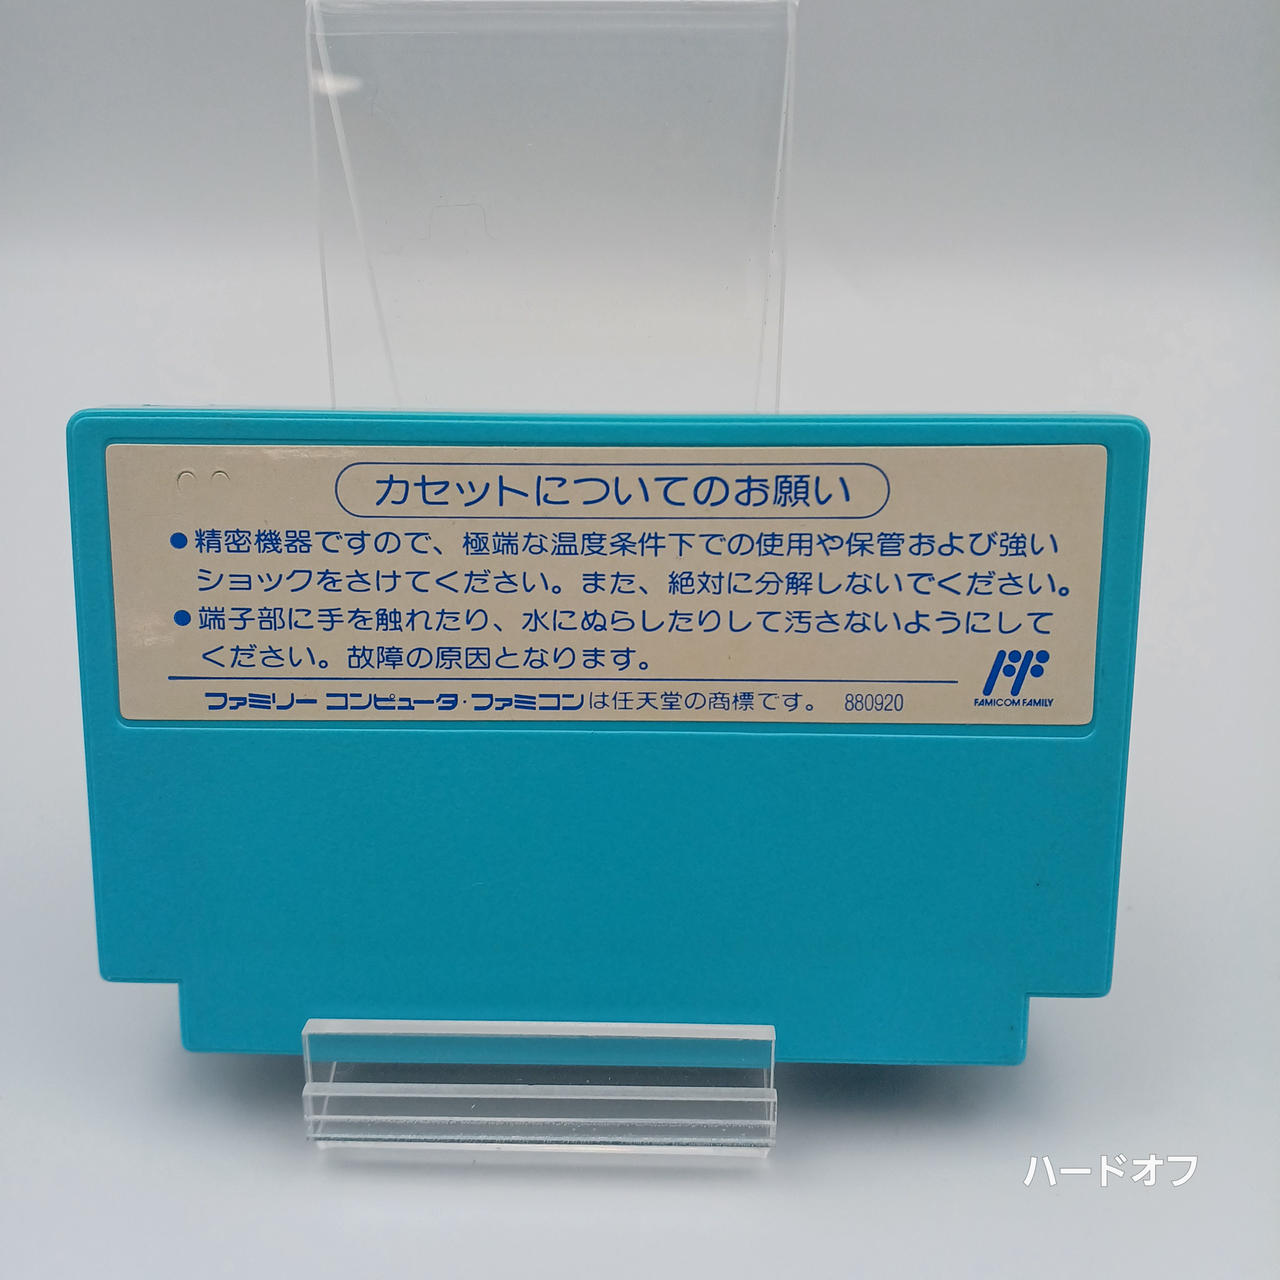 カセットについてのお願い
●精密機器ですので、極端な温度条件下での使用や保管および強い
ショックをさけてください。また、絶対に分解しないでください。
●端子部に手を触れたり、水にぬらしたりして汚さないようにして
ください。故障の原因となります。
ファミリー コンピュータ・ファミコンは任天堂の商標です。 880920
FAMICOM FAMILY
ハードオフ